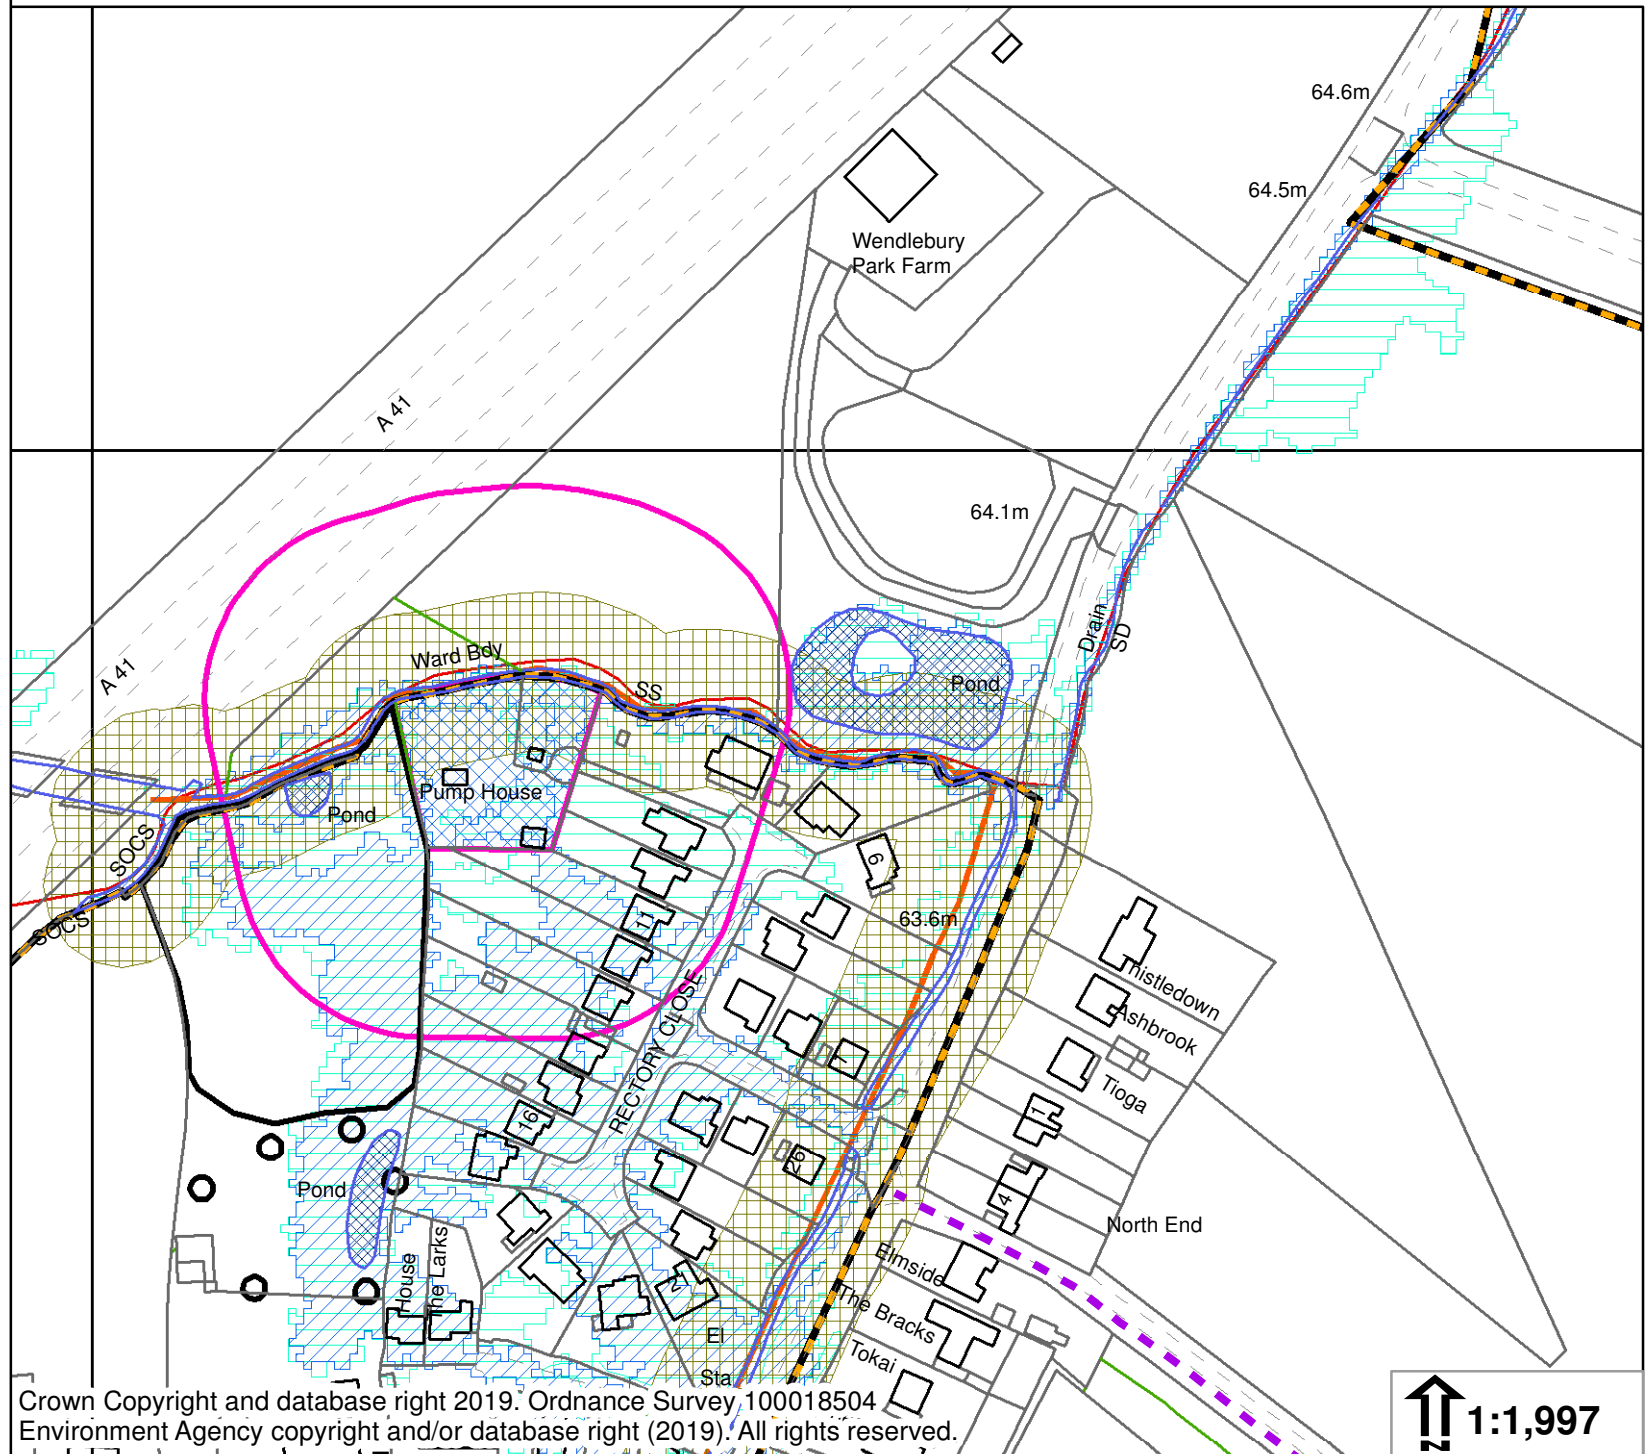 64.6m
64.5m
Wendlebury
Park Farm
A 41
64.1m
Drain
SD
A 41
Ward Bdy
SS
Pond
Pump House
Pond
SOCS
SOCS
6
11
63.6m
Thistledown
Ashbrook
Tioga
RECTORY CLOSE
7
1
16
26
4
Pond
North End
House
The Larks
Elmside
21
The Bracks
El
Sta
Tokai
Crown Copyright and database right 2019. Ordnance Survey 100018504
Environment Agency copyright and/or database right (2019). All rights reserved.
1:1,997
N